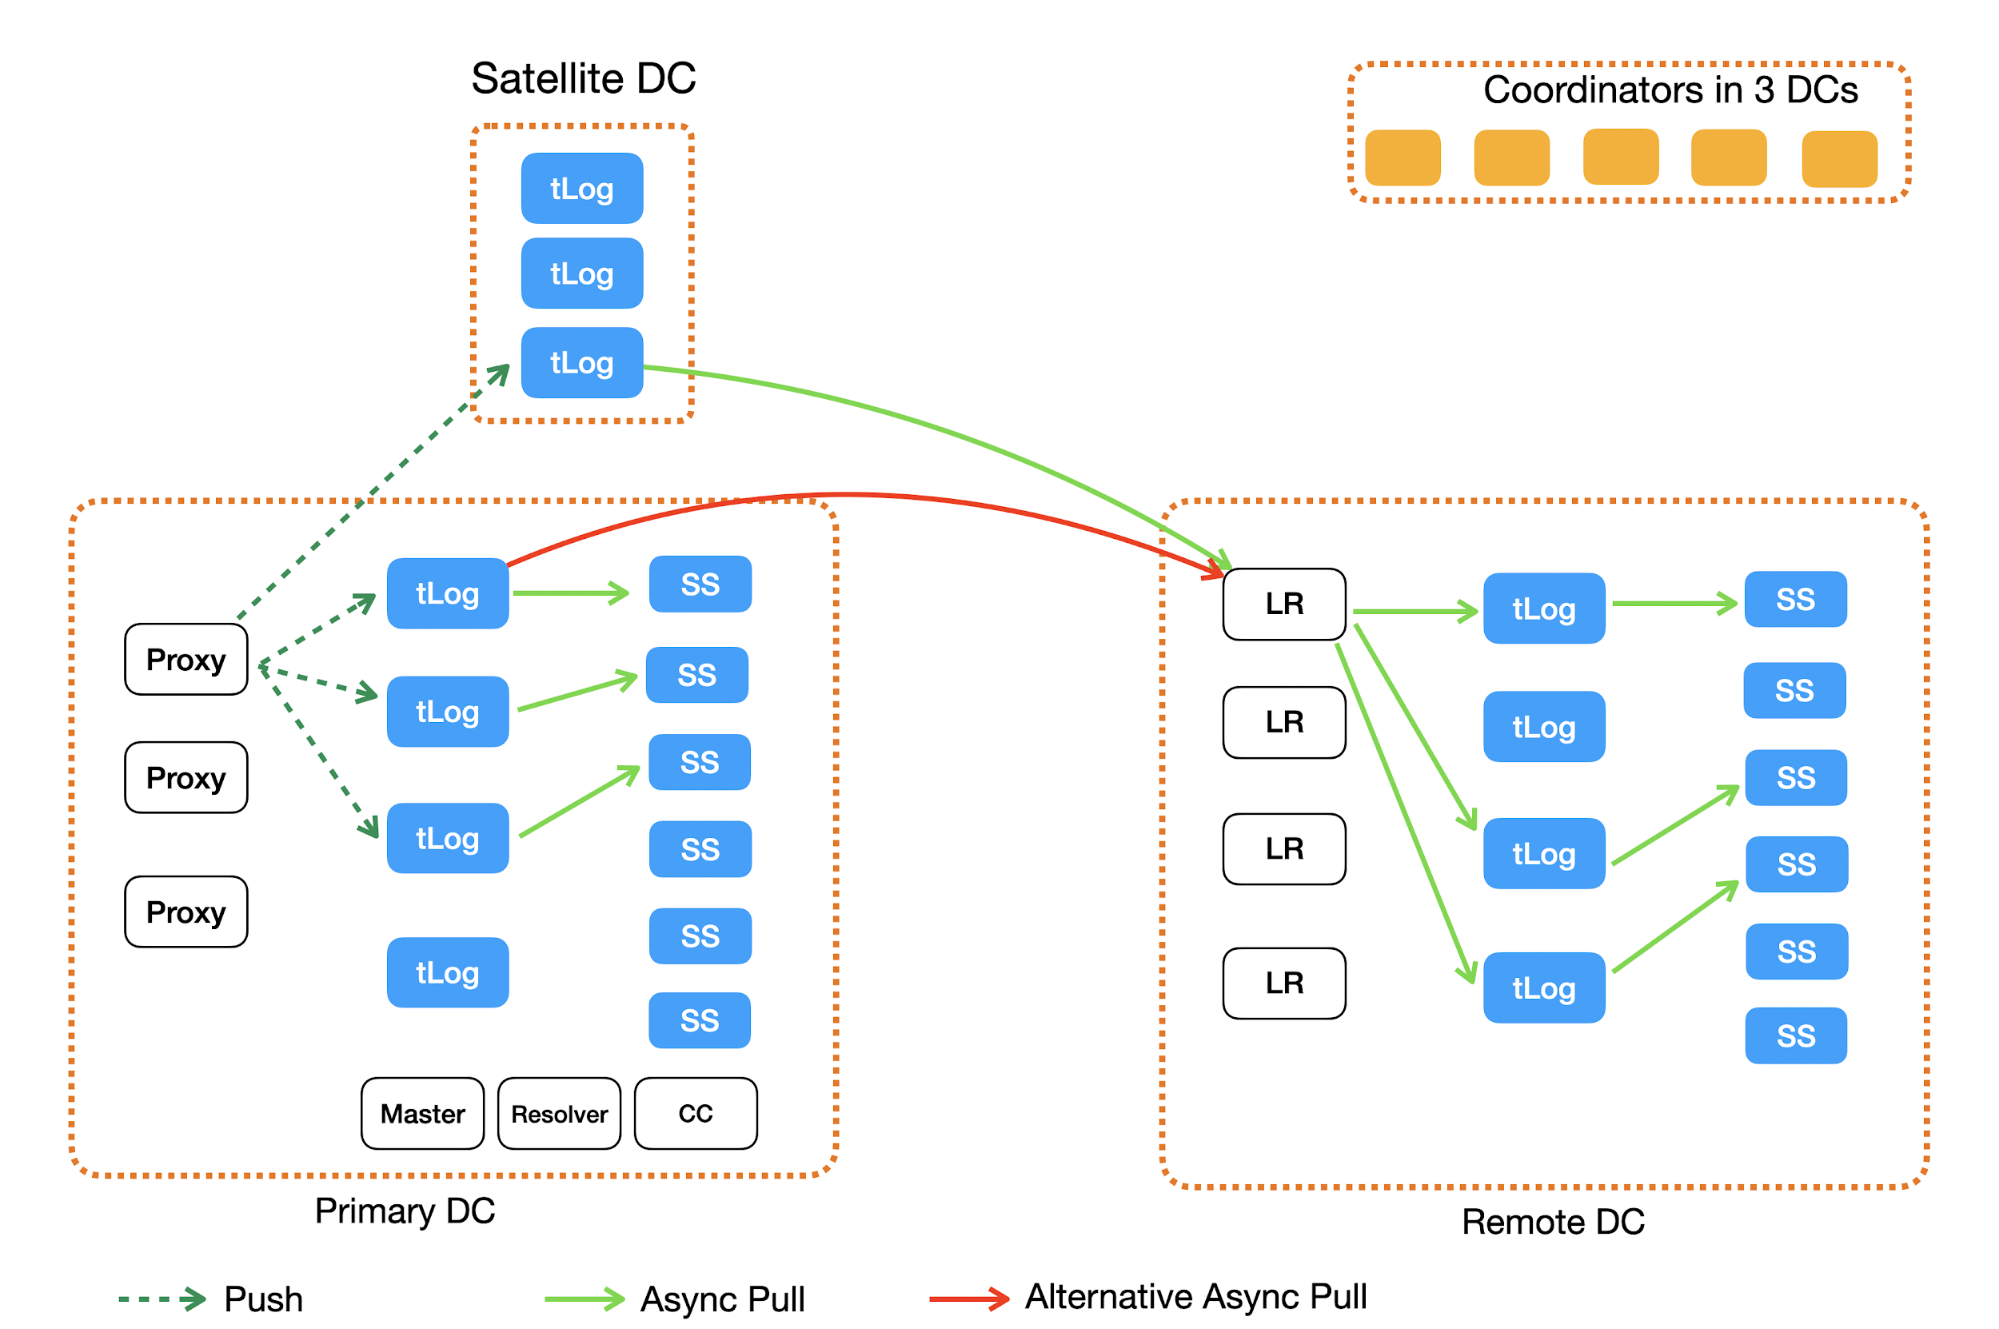 Satellite DC
tLog
tLog
tLog
Coordinators in 3 DCs
Proxy
Proxy
Proxy
tLog
tLog
tLog
tLog
SS
SS
SS
SS
SS
SS
Master
Resolver
CC
Primary DC
LR
LR
LR
LR
tLog
tLog
tLog
tLog
SS
SS
SS
SS
SS
SS
Remote DC
Push
Async Pull
Alternative Async Pull